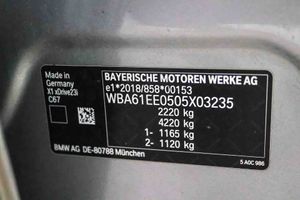 Made in
Germany
X1 xDrive23i
C67
BAYERISCHE MOTOREN WERKE AG
e1*2018/858*00153
WBA61EE0505X03235
2220 kg
4220 kg
1- 1165 kg
2- 1120 kg
BMW AG DE-80788 München
5 A0C 986